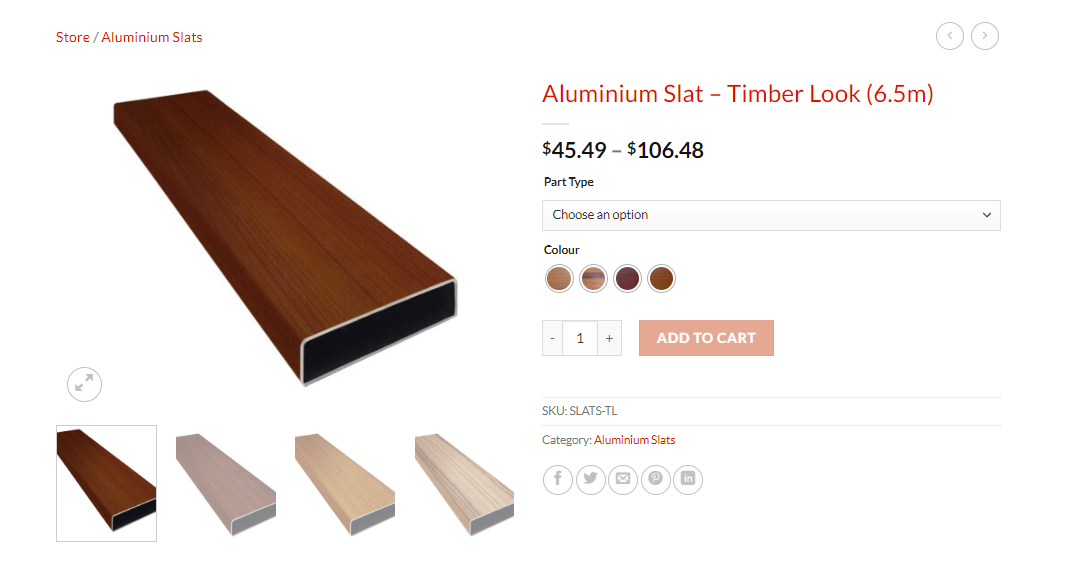 Store / Aluminium Slats
Aluminium Slat – Timber Look (6.5m)
$45.49 – $106.48
Part Type
Choose an option
Colour
- 1 +
ADD TO CART
SKU: SLATS-TL
Category: Aluminium Slats